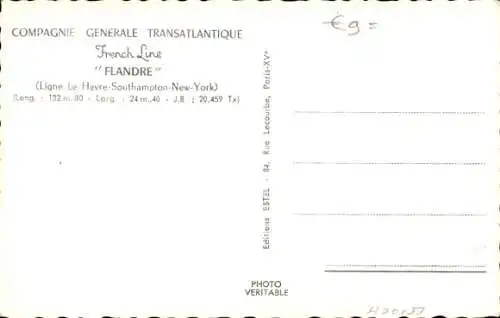 COMPAGNIE GENERALE TRANSATLANTIQUE
French Line
"FLANDRE"
(Ligne Le Havre-Southampton-New-York)
(Long. : 182 m. 80 - Larg. : 24 m. 40 - J.B. : 20.459 Tx)
Editions ESTEL - 84, Rue Lecourbe, Paris-XVe
PHOTO
VERITABLE
€9=